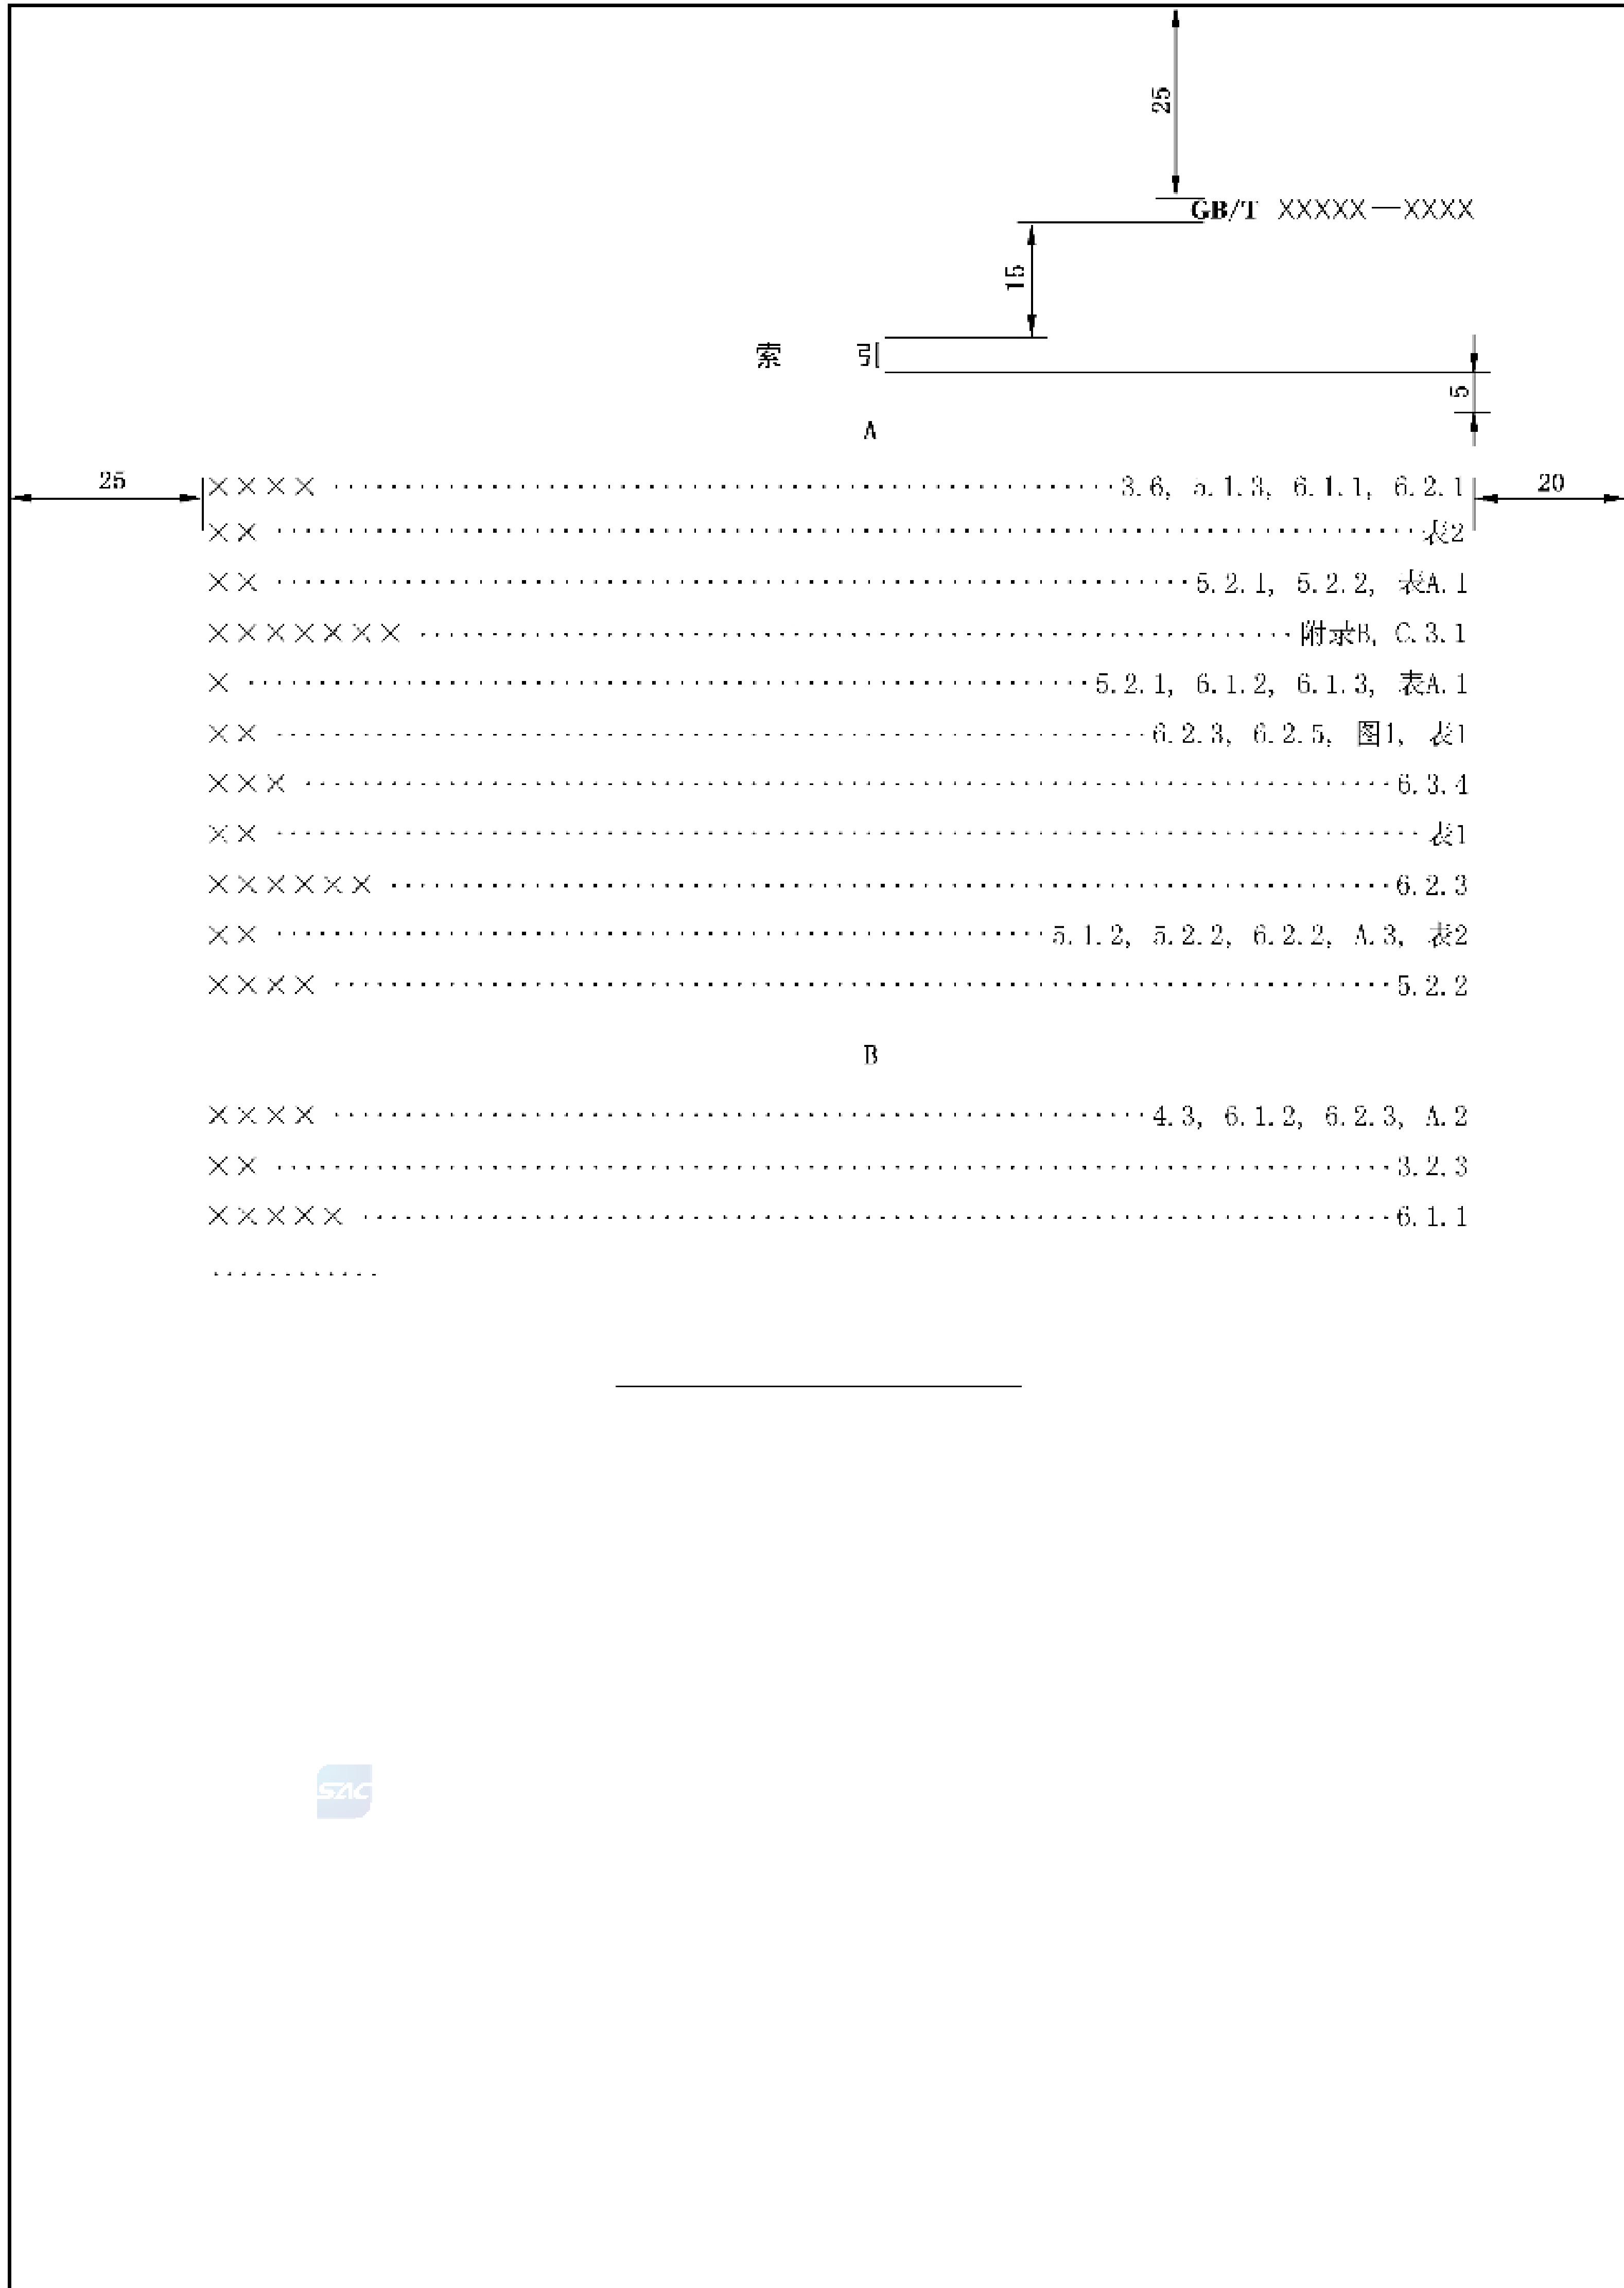 25
GB/T XXXXX—XXXX
15
索 引
5
A
25
20
×××× ································ 3.6, 5.1.3, 6.1.1, 6.2.1
×× ································ 表2
×× ································ 5.2.1, 5.2.2, 表A.1
××××××× ································ 附录B, C.3.1
× ································ 5.2.1, 6.1.2, 6.1.3, 表A.1
×× ································ 6.2.3, 6.2.5, 图1, 表1
××× ································ 6.3.4
×× ································ 表1
×××××× ································ 6.2.3
×× ································ 5.1.2, 5.2.2, 6.2.2, A.3, 表2
×××× ································ 5.2.2
B
×××× ································ 4.3, 6.1.2, 6.2.3, A.2
×× ································ 3.2.3
××××× ································ 6.1.1
············
SAC